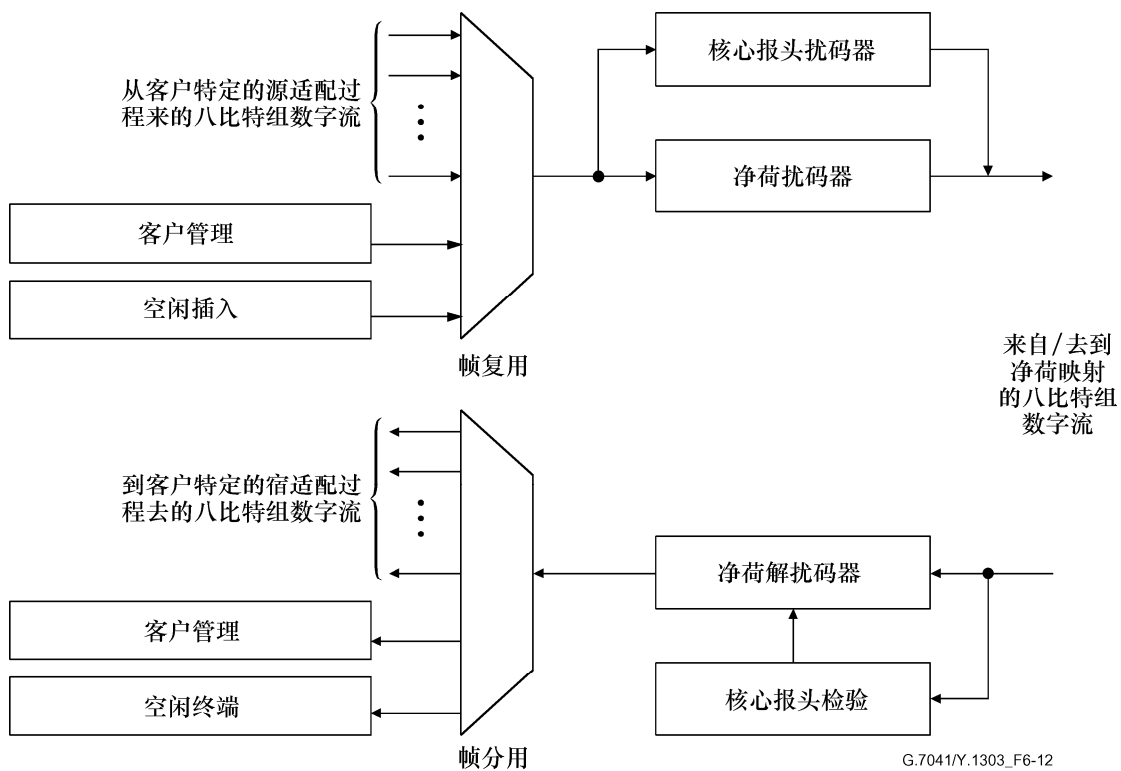 从客户特定的源适配过
程来的八比特组数字流
核心报头扰码器
净荷扰码器
客户管理
空闲插入
帧复用
来自/去到
净荷映射
的八比特组
数字流
到客户特定的宿适配过
程去的八比特组数字流
净荷解扰码器
客户管理
核心报头检验
空闲终端
帧分用
G.7041/Y.1303_F6-12